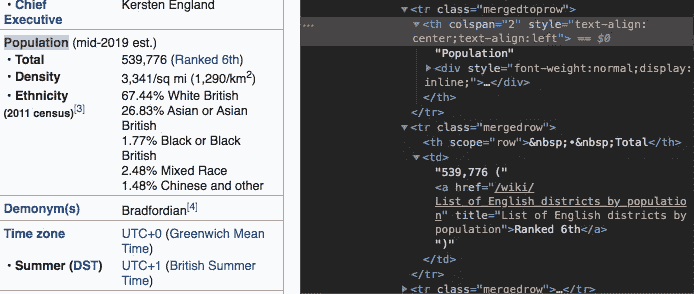 • Chief
Executive
Kersten England
Population (mid-2019 est.)
• Total
539,776 (Ranked 6th)
• Density
3,341/sq mi (1,290/km2)
• Ethnicity
(2011 census)[3]
67.44% White British
26.83% Asian or Asian
British
1.77% Black or Black
British
2.48% Mixed Race
1.48% Chinese and other
Demonym(s)
Bradfordian[4]
Time zone
UTC+0 (Greenwich Mean
Time)
• Summer (DST)
UTC+1 (British Summer
Time)
▼<tr class="mergedtoprow">
… ▼<th colspan="2" style="text-align:
center;text-align:left"> == $0
"Population"
▶<div style="font-weight:normal;display:
inline;">…</div>
</th>
</tr>
▼<tr class="mergedrow">
<th scope="row">&nbsp;•&nbsp;Total</th>
▼<td>
"539,776 ("
<a href="/wiki/
List_of_English_districts_by_populatio
n" title="List of English districts by
population">Ranked 6th</a>
")"
</td>
</tr>
▶<tr class="mergedrow">…</tr>